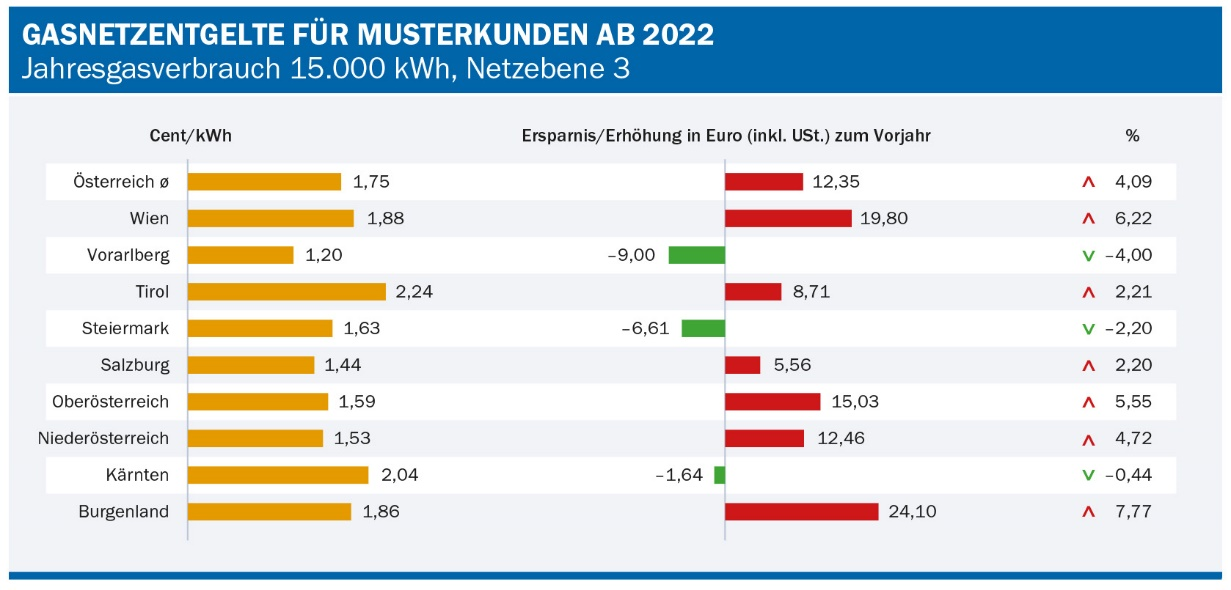 GASNETZENTGELTE FÜR MUSTERKUNDEN AB 2022
Jahresgasverbrauch 15.000 kWh, Netzebene 3
Cent/kWh Ersparnis/Erhöhung in Euro (inkl. USt.) zum Vorjahr %
Österreich ø 1,75 12,35 4,09
Wien 1,88 19,80 6,22
Vorarlberg 1,20 –9,00 –4,00
Tirol 2,24 8,71 2,21
Steiermark 1,63 –6,61 –2,20
Salzburg 1,44 5,56 2,20
Oberösterreich 1,59 15,03 5,55
Niederösterreich 1,53 12,46 4,72
Kärnten 2,04 –1,64 –0,44
Burgenland 1,86 24,10 7,77